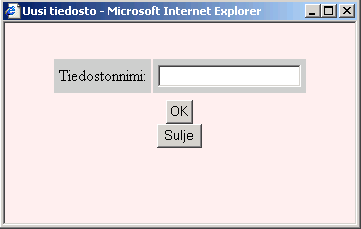 Uusi tiedosto - Microsoft Internet Explorer
Tiedostonnimi:
OK
Sulje